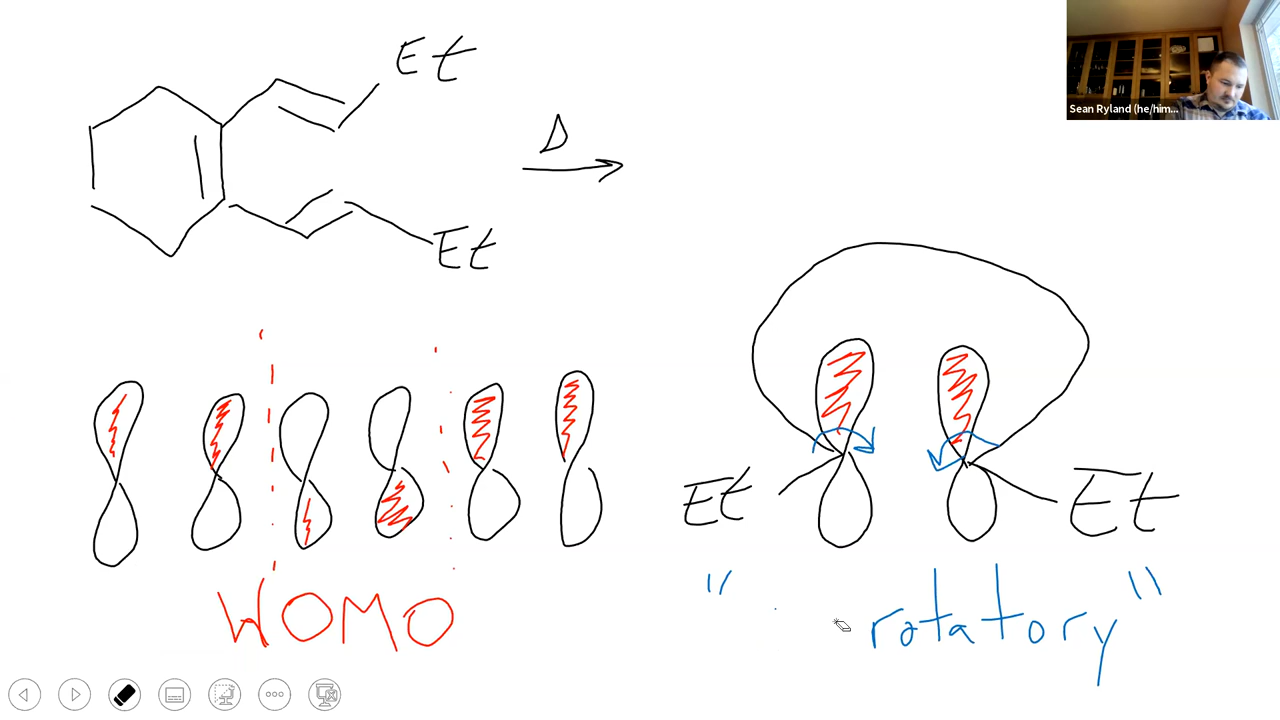 Et
Sean Ryland (he/him...
Δ
Et
Et
Et
WOMO
" rotatory "